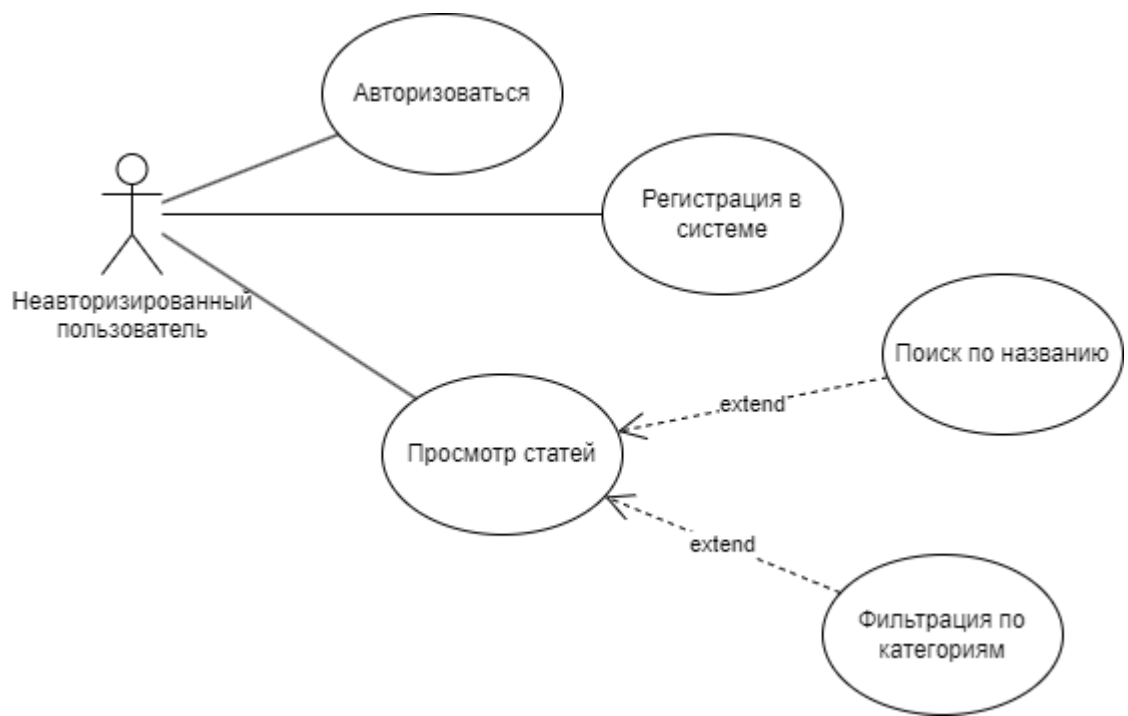 Авторизоваться
Регистрация в
системе
Неавторизированный
пользователь
Поиск по названию
extend
Просмотр статей
extend
Фильтрация по
категориям